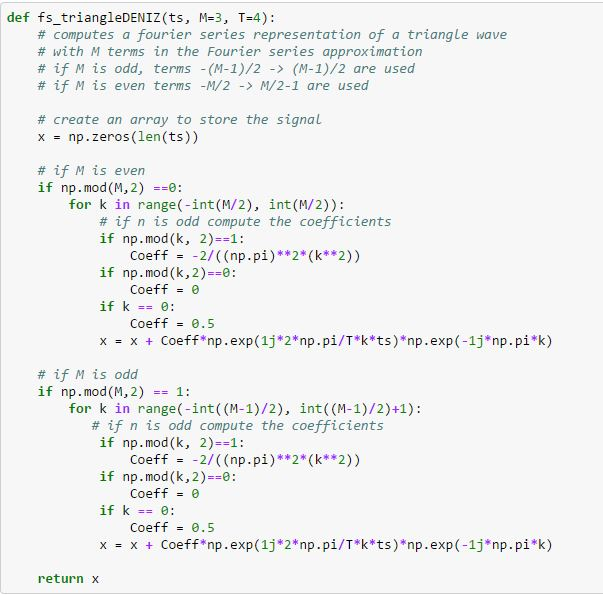 def fs_triangleDENIZ(ts, M=3, T=4):
    # computes a fourier series representation of a triangle wave
    # with M terms in the Fourier series approximation
    # if M is odd, terms -(M-1)/2 -> (M-1)/2 are used
    # if M is even terms -M/2 -> M/2-1 are used

    # create an array to store the signal
    x = np.zeros(len(ts))

    # if M is even
    if np.mod(M,2) ==0:
        for k in range(-int(M/2), int(M/2)):
            # if n is odd compute the coefficients
            if np.mod(k, 2)==1:
                Coeff = -2/((np.pi)**2*(k**2))
            if np.mod(k,2)==0:
                Coeff = 0
            if k == 0:
                Coeff = 0.5
            x = x + Coeff*np.exp(1j*2*np.pi/T*k*ts)*np.exp(-1j*np.pi*k)

    # if M is odd
    if np.mod(M,2) == 1:
        for k in range(-int((M-1)/2), int((M-1)/2)+1):
           # if n is odd compute the coefficients
            if np.mod(k, 2)==1:
                Coeff = -2/((np.pi)**2*(k**2))
            if np.mod(k,2)==0:
                Coeff = 0
            if k == 0:
                Coeff = 0.5
            x = x + Coeff*np.exp(1j*2*np.pi/T*k*ts)*np.exp(-1j*np.pi*k)

    return x